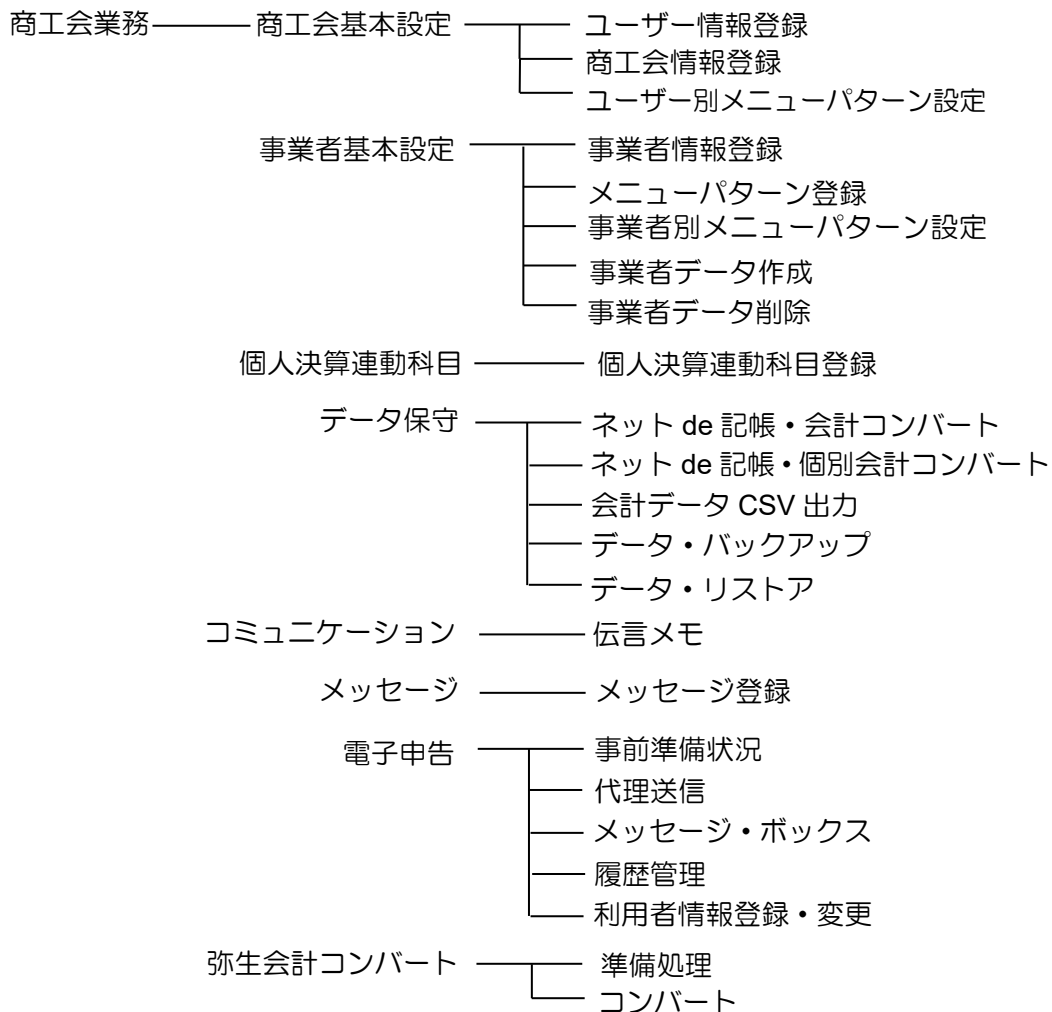 商工会業務 商工会基本設定 ユーザー情報登録
商工会情報登録
ユーザー別メニューパターン設定
事業者基本設定 事業者情報登録
メニューパターン登録
事業者別メニューパターン設定
事業者データ作成
事業者データ削除
個人決算連動科目 個人決算連動科目登録
データ保守 ネット de 記帳・会計コンバート
ネット de 記帳・個別会計コンバート
会計データ CSV 出力
データ・バックアップ
データ・リストア
コミュニケーション 伝言メモ
メッセージ メッセージ登録
電子申告 事前準備状況
代理送信
メッセージ・ボックス
履歴管理
利用者情報登録・変更
弥生会計コンバート 準備処理
コンバート